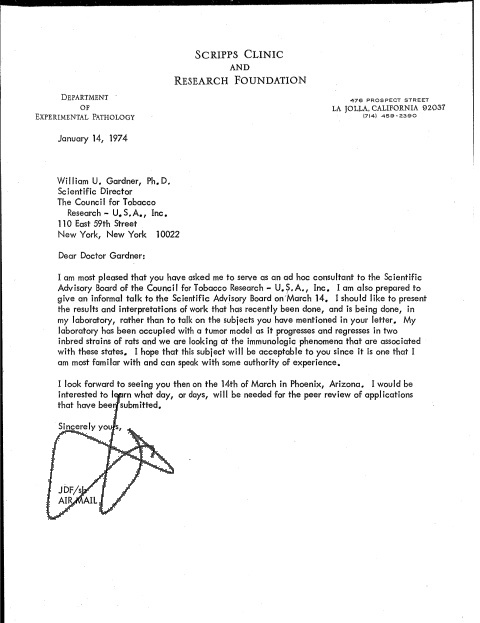 SCRIPPS CLINIC
AND
RESEARCH FOUNDATION
DEPARTMENT
OF
EXPERIMENTAL PATHOLOGY
476 PROSPECT STREET
LA JOLLA, CALIFORNIA 92037
(714) 459-2390
January 14, 1974
William U. Gardner, Ph.D.
Scientific Director
The Council for Tobacco
Research - U.S.A., Inc.
110 East 59th Street
New York, New York 10022
Dear Doctor Gardner:
I am most pleased that you have asked me to serve as an ad hoc consultant to the Scientific
Advisory Board of the Council for Tobacco Research - U.S.A., Inc. I am also prepared to
give an informal talk to the Scientific Advisory Board on March 14. I should like to present
the results and interpretations of work that has recently been done, and is being done, in
my laboratory, rather than to talk on the subjects you have mentioned in your letter. My
laboratory has been occupied with a tumor model as it progresses and regresses in two
inbred strains of rats and we are looking at the immunologic phenomena that are associated
with these states. I hope that this subject will be acceptable to you since it is one that I
am most familiar with and can speak with some authority of experience.
I look forward to seeing you then on the 14th of March in Phoenix, Arizona. I would be
interested to learn what day, or days, will be needed for the peer review of applications
that have been submitted.
Sincerely yours,
JDF/sb
AIR MAIL